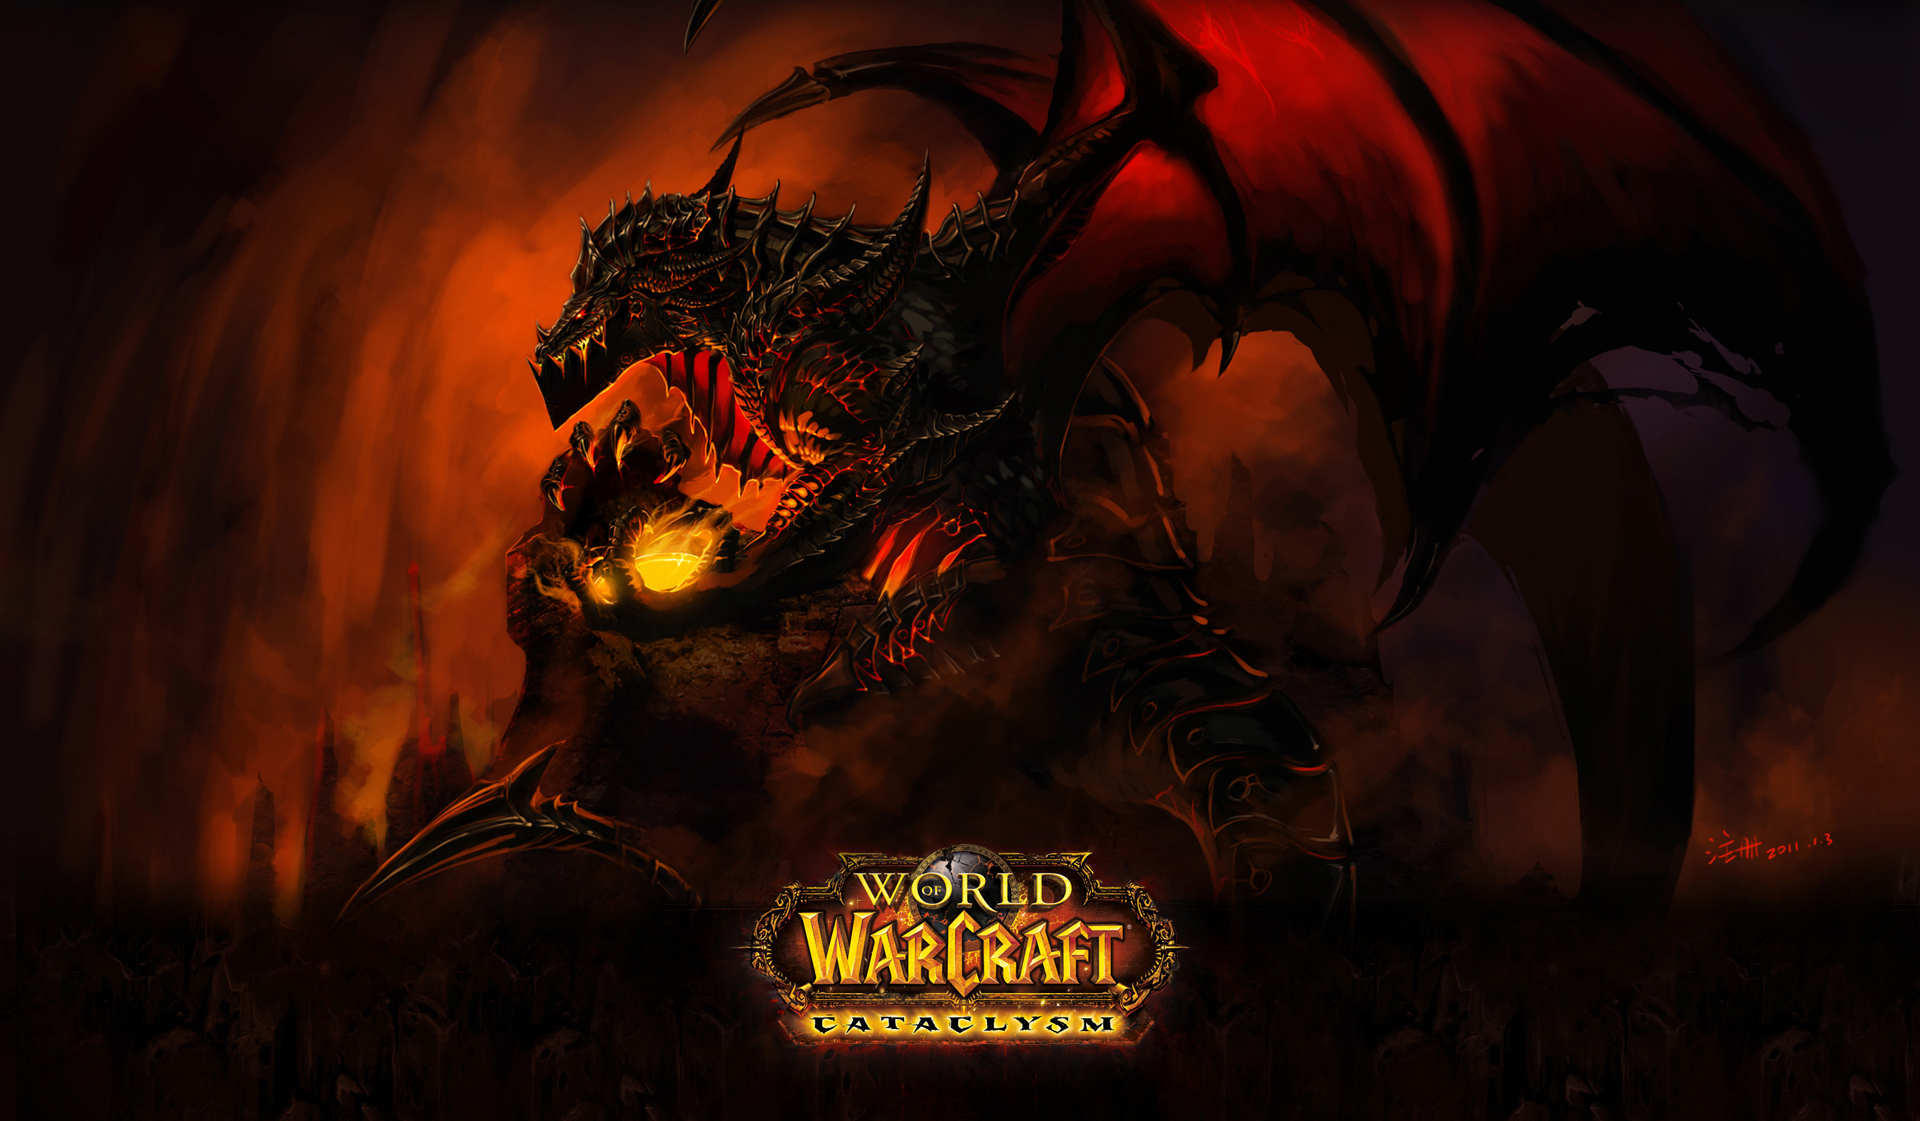 WORLD
OF
WARCRAFT
CATACLYSM
2011.1.3